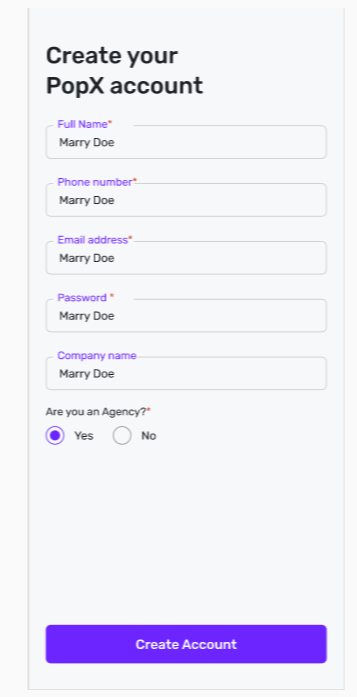 Create your
PopX account
Full Name*
Marry Doe
Phone number*
Marry Doe
Email address*
Marry Doe
Password *
Marry Doe
Company name
Marry Doe
Are you an Agency?*
Yes No
Create Account